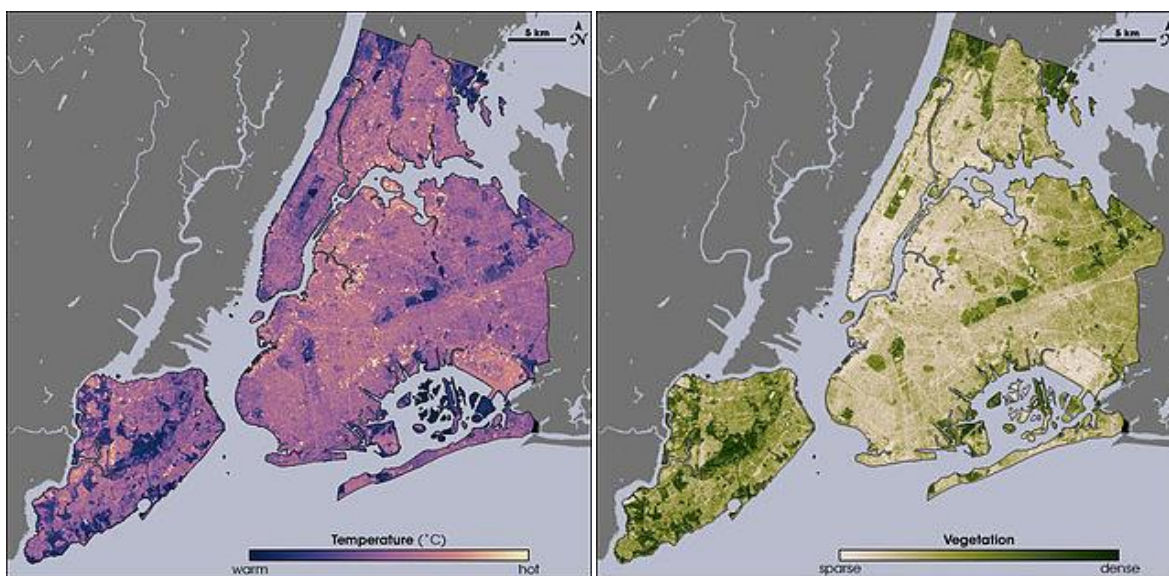 5 km
N
Temperature (°C)
warm
hot
5 km
N
Vegetation
sparse
dense